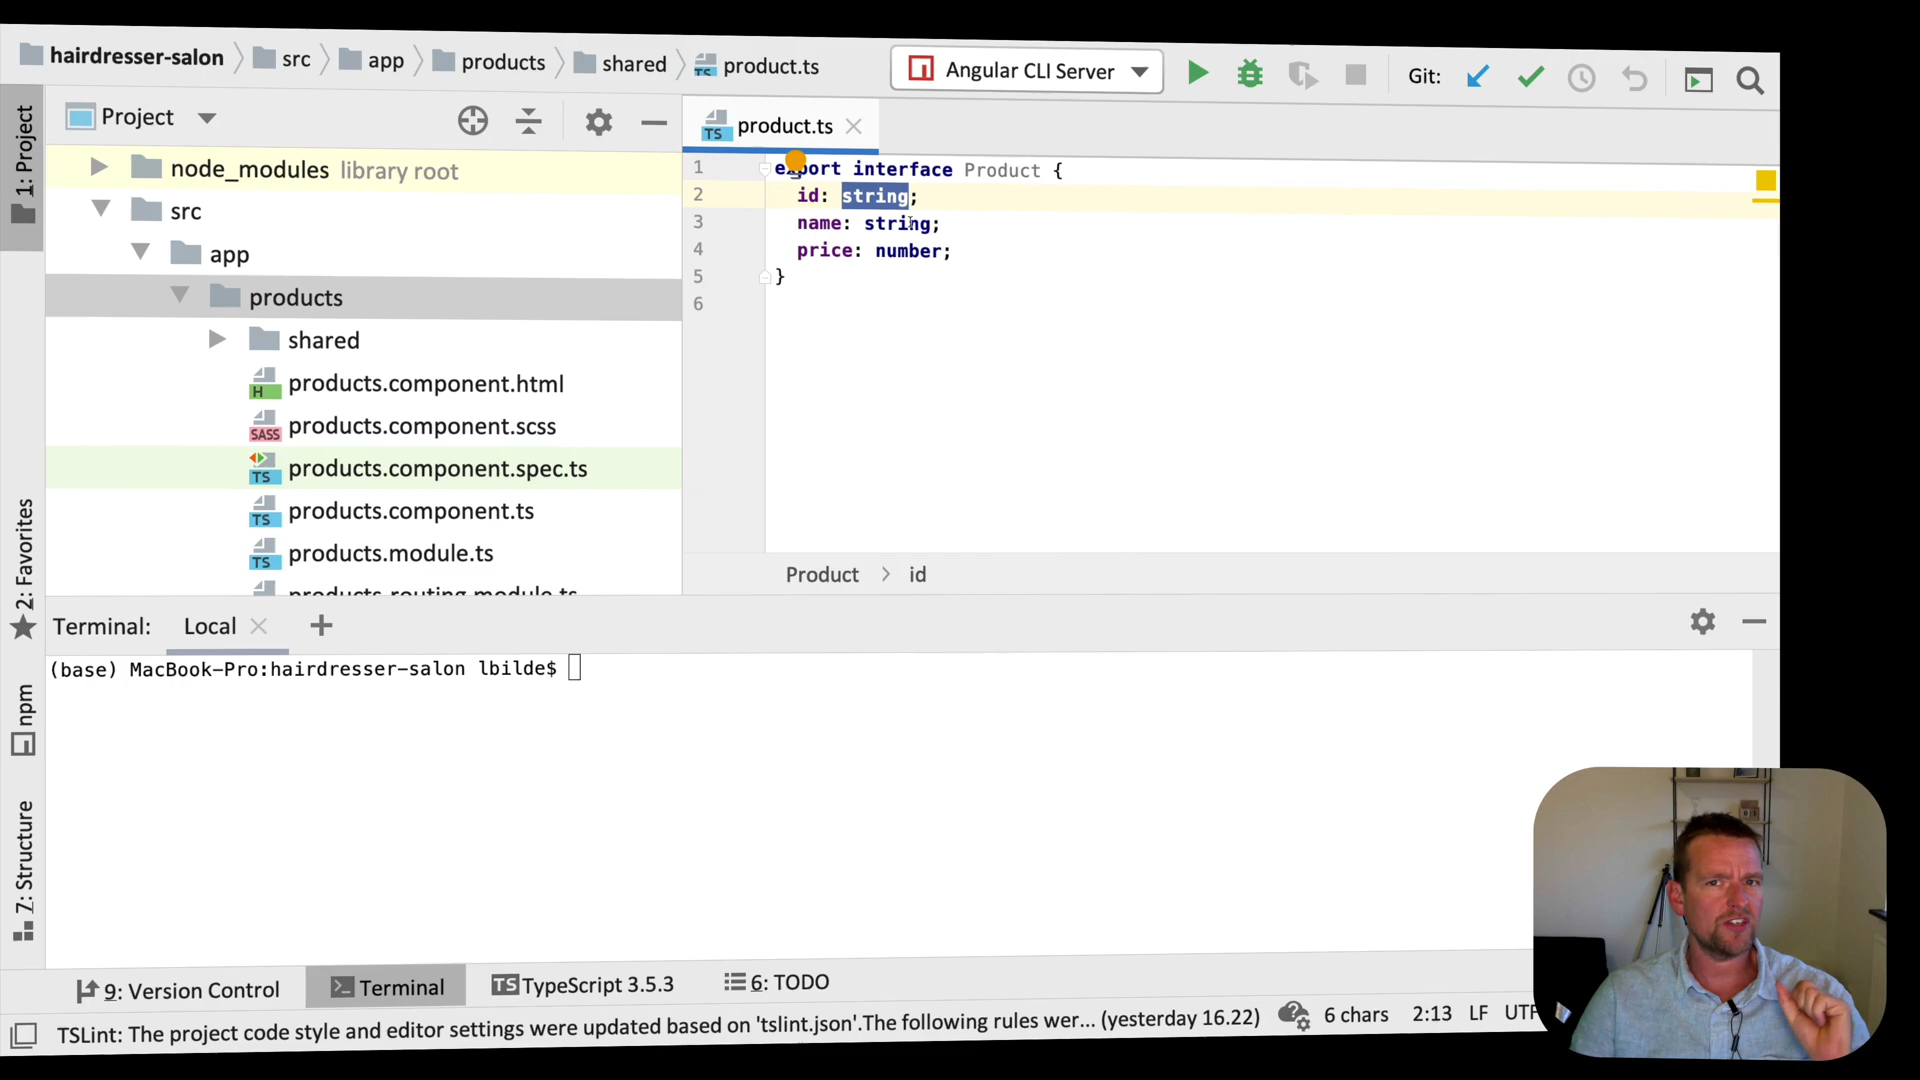 hairdresser-salon src app products shared product.ts Angular CLI Server Git:
1: Project
Project
product.ts
node_modules library root
src
app
products
shared
products.component.html
products.component.scss
products.component.spec.ts
products.component.ts
products.module.ts
products-routing.module.ts
1 export interface Product {
2 id: string;
3 name: string;
4 price: number;
5 }
6
Product > id
2: Favorites
npm
7: Structure
Terminal: Local
(base) MacBook-Pro:hairdresser-salon lbilde$
9: Version Control Terminal TypeScript 3.5.3 6: TODO
TSLint: The project code style and editor settings were updated based on 'tslint.json'.The following rules wer... (yesterday 16.22) 6 chars 2:13 LF UTF